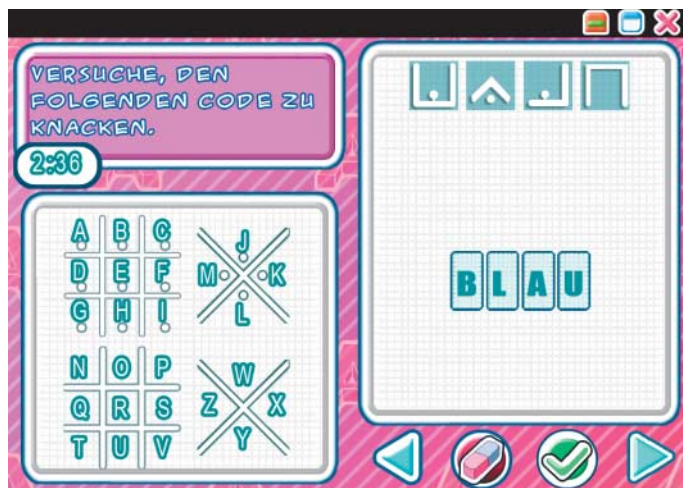 VERSUCHE, DEN
FOLGENDEN CODE ZU
KNACKEN.
2:36
A B C
D E F
G H I
J
M K
L
N O P
Q R S
T U V
W
Z X
Y
BLAU